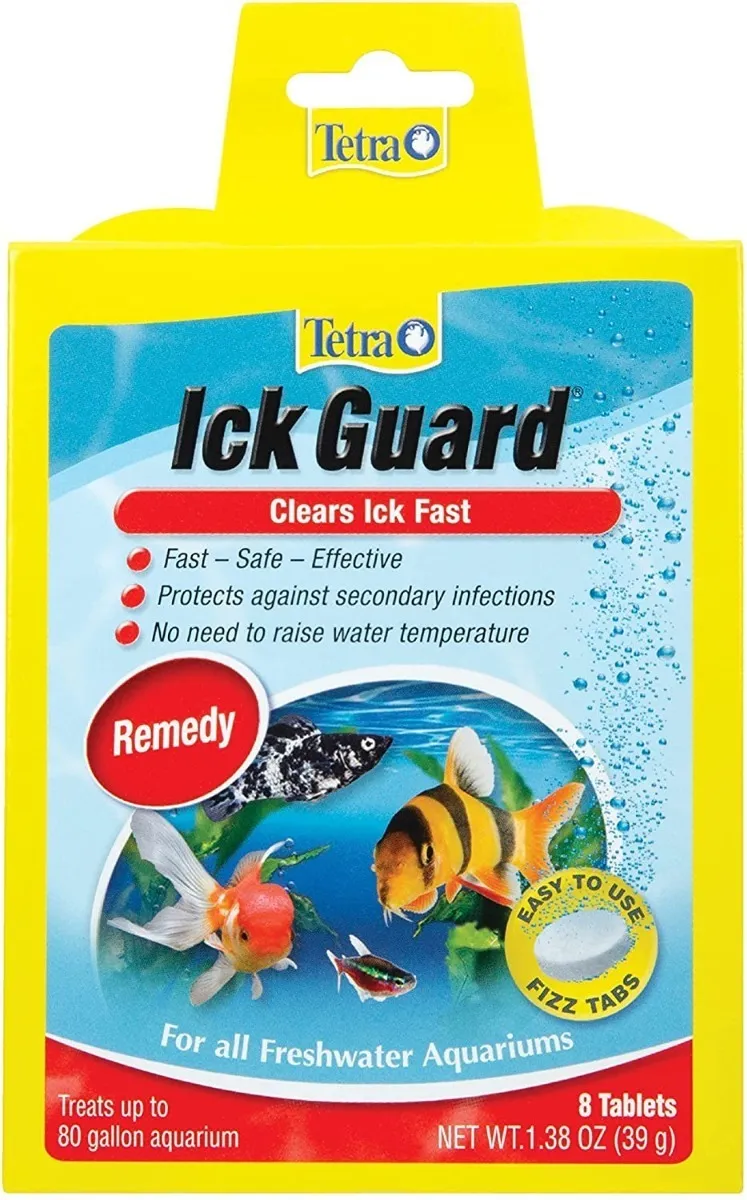 Tetra
Tetra
Ick Guard®
Clears Ick Fast
Fast – Safe – Effective
Protects against secondary infections
No need to raise water temperature
Remedy
EASY TO USE
FIZZ TABS
For all Freshwater Aquariums
Treats up to
80 gallon aquarium
8 Tablets
NET WT.1.38 OZ (39 g)